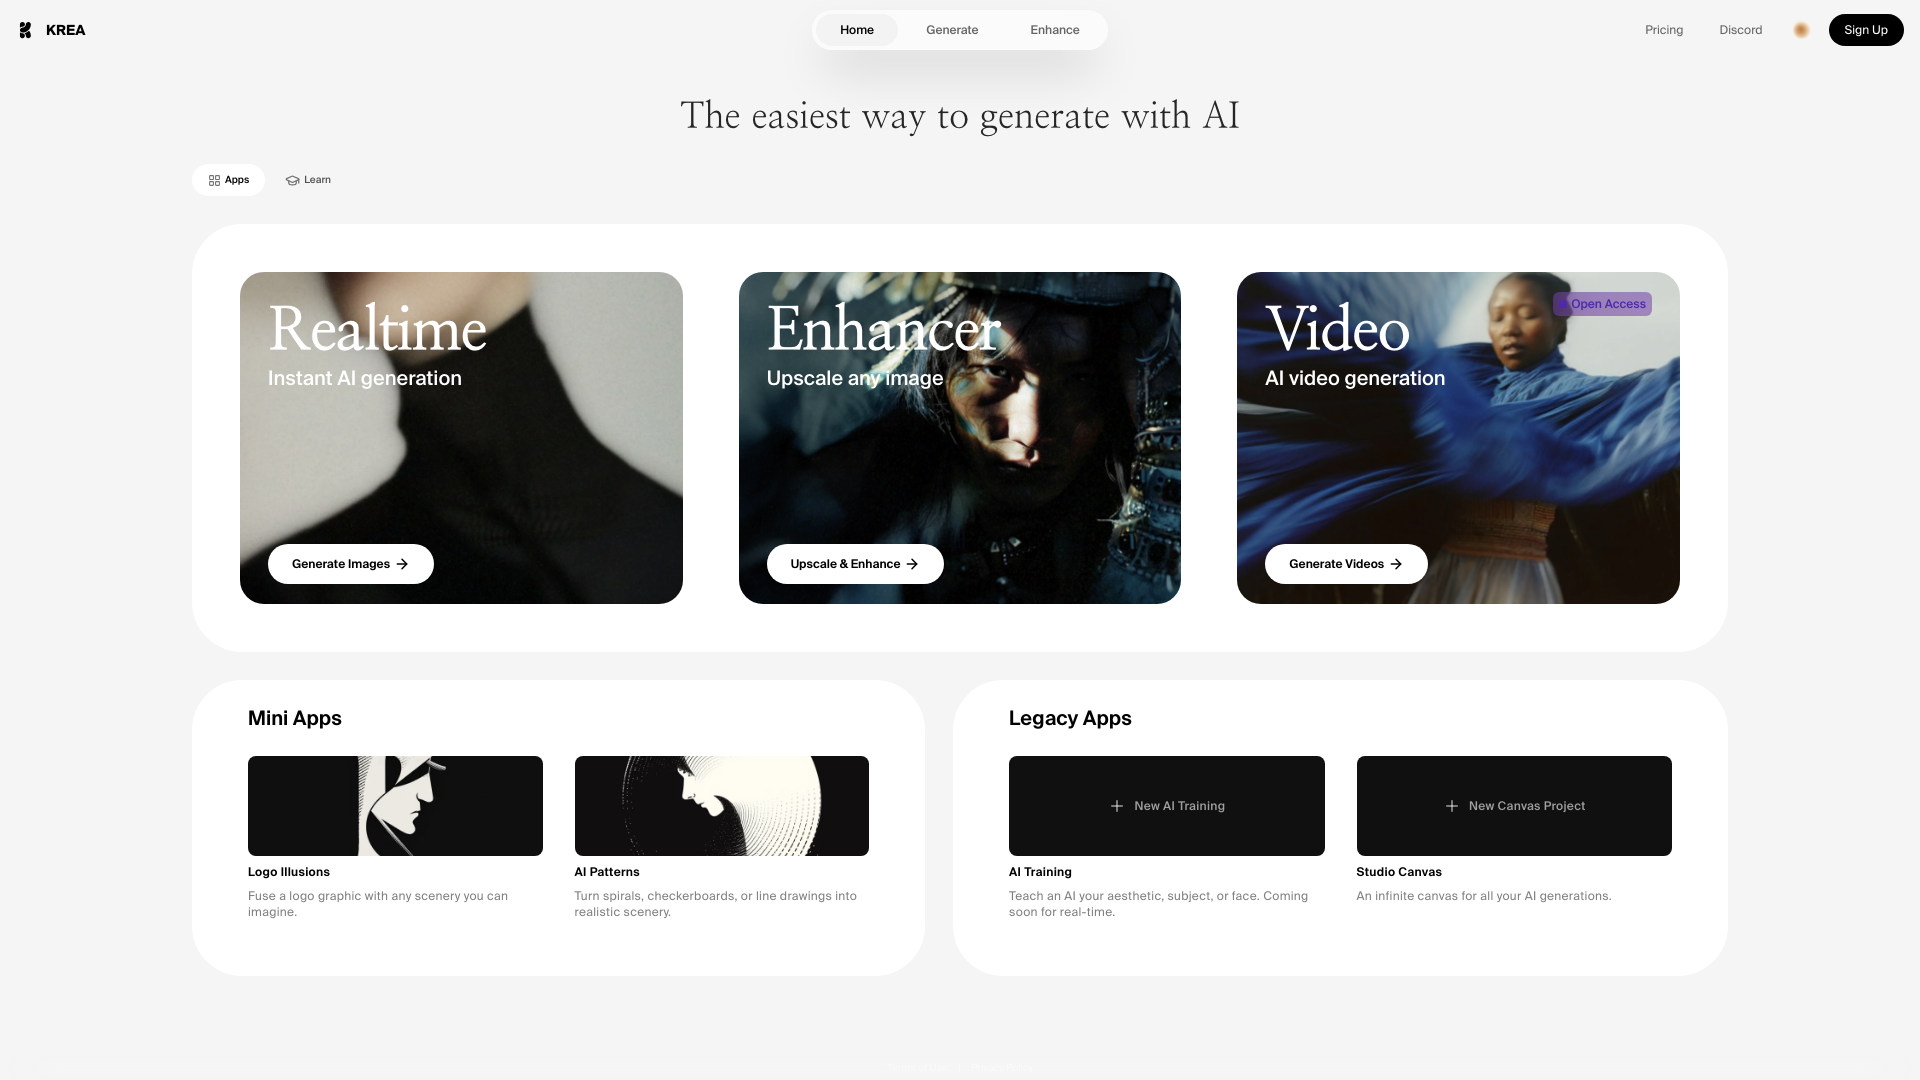 KREA
Home
Generate
Enhance
Pricing
Discord
Sign Up
The easiest way to generate with AI
Apps
Learn
Realtime
Instant AI generation
Generate Images
Enhancer
Upscale any image
Upscale & Enhance
Video
Open Access
AI video generation
Generate Videos
Mini Apps
Logo Illusions
Fuse a logo graphic with any scenery you can
imagine.
AI Patterns
Turn spirals, checkerboards, or line drawings into
realistic scenery.
Legacy Apps
New AI Training
AI Training
Teach an AI your aesthetic, subject, or face. Coming
soon for real-time.
New Canvas Project
Studio Canvas
An infinite canvas for all your AI generations.